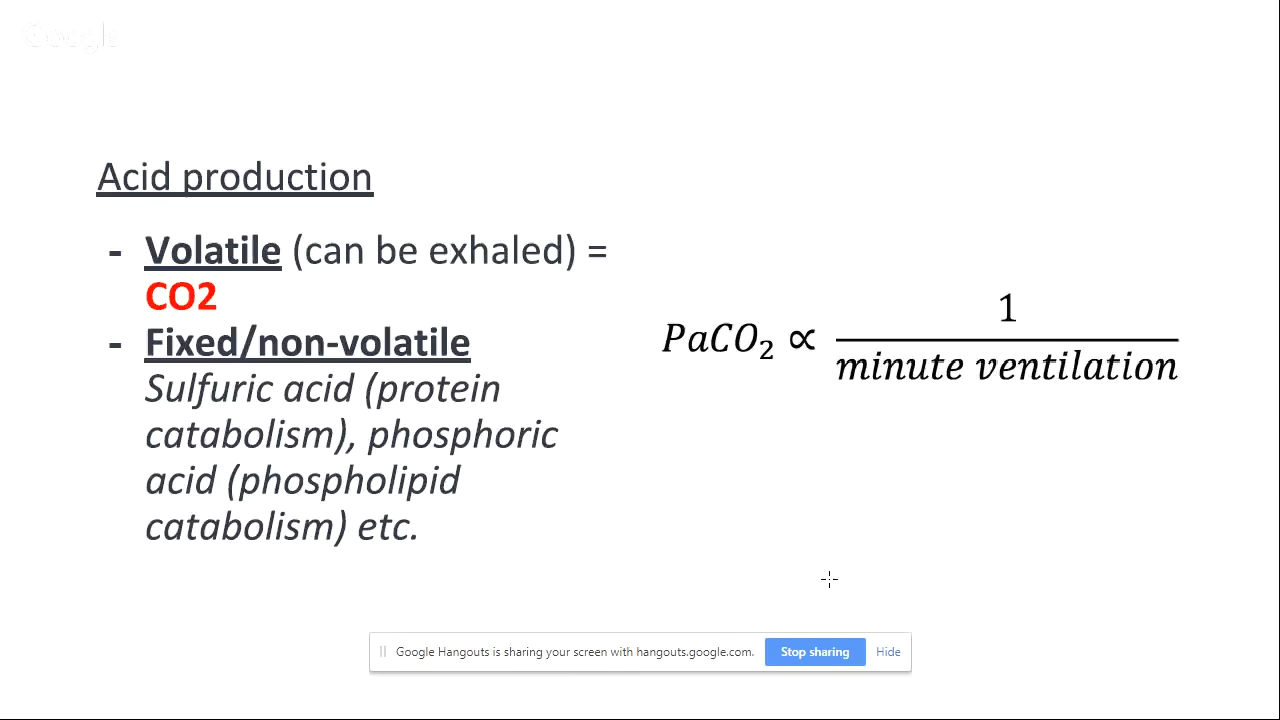 Google
Acid production
- Volatile (can be exhaled) =
CO2
- Fixed/non-volatile
Sulfuric acid (protein
catabolism), phosphoric
acid (phospholipid
catabolism) etc.
PaCO₂ ∝ 1 / minute ventilation
Google Hangouts is sharing your screen with hangouts.google.com. Stop sharing Hide